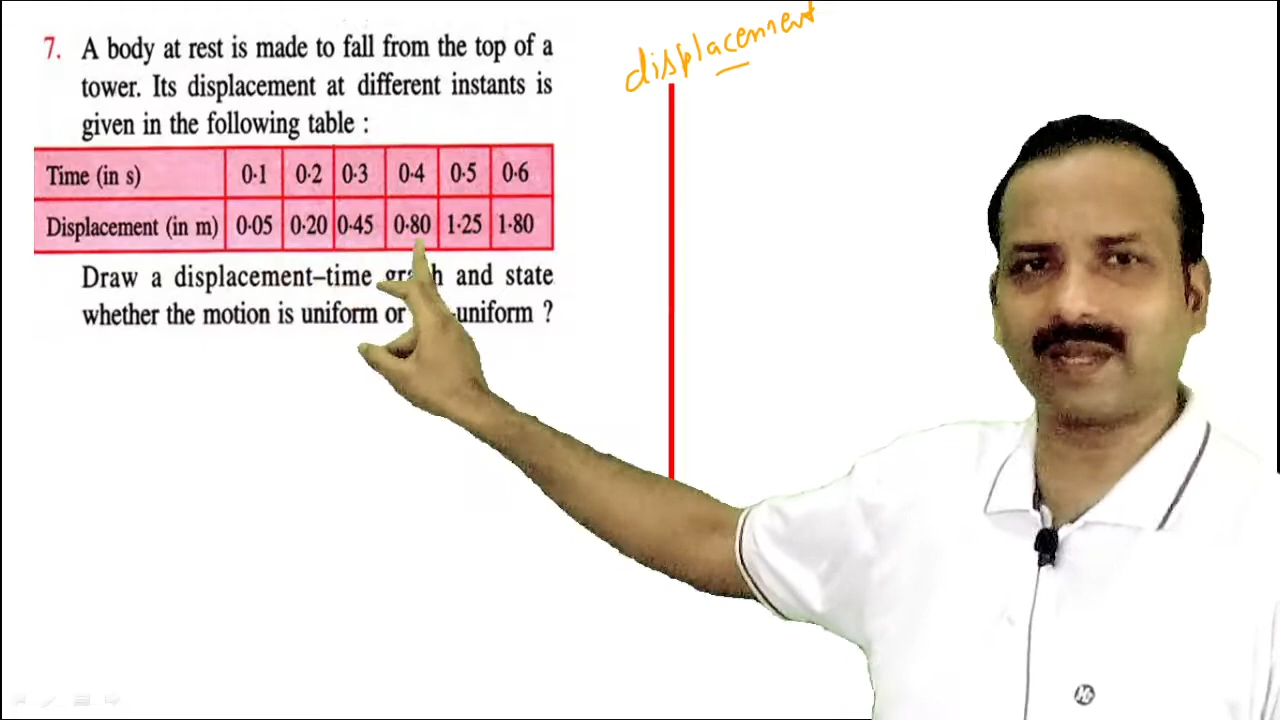 7. A body at rest is made to fall from the top of a
tower. Its displacement at different instants is
given in the following table :
Time (in s) 0·1 0·2 0·3 0·4 0·5 0·6
Displacement (in m) 0·05 0·20 0·45 0·80 1·25 1·80
Draw a displacement–time and state
whether the motion is uniform or -uniform ?
displacement